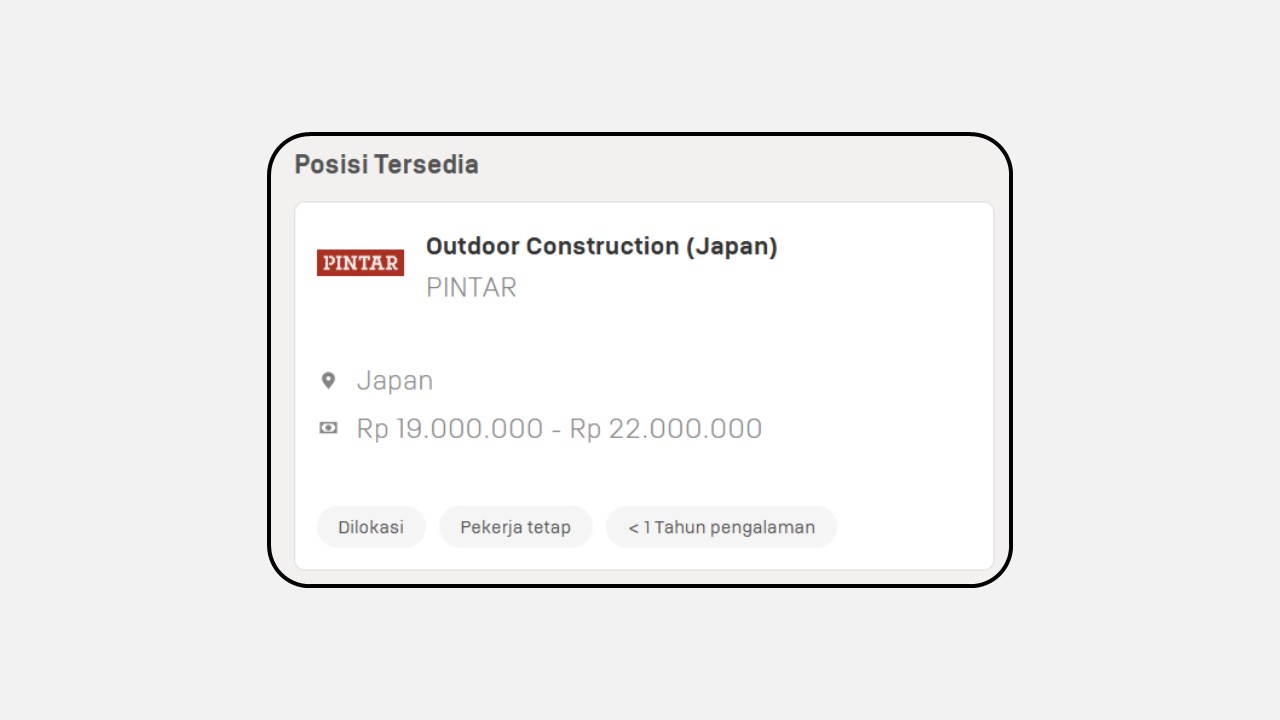 Posisi Tersedia
PINTAR
Outdoor Construction (Japan)
PINTAR
Japan
Rp 19.000.000 - Rp 22.000.000
Dilokasi
Pekerja tetap
< 1 Tahun pengalaman